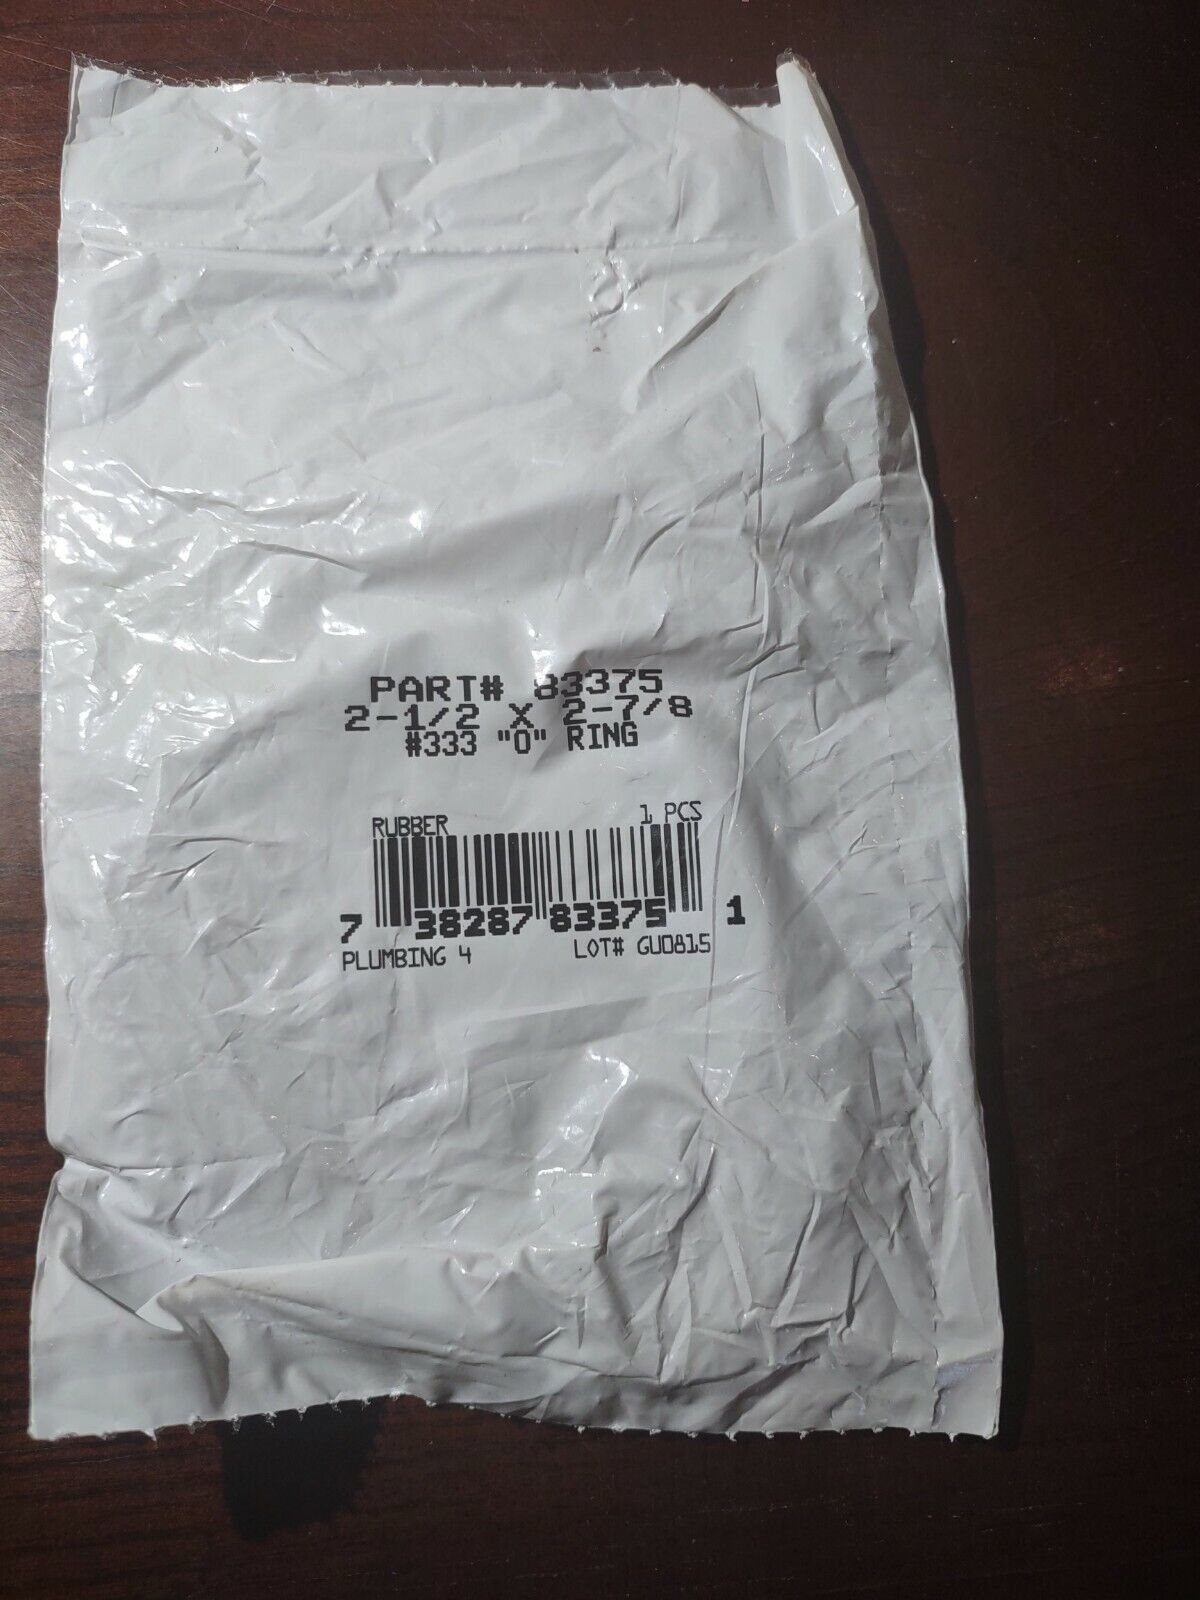 PART# 83375
2-1/2 X 2-7/8
#333 "O" RING
RUBBER 1 PCS
7 38287 83375 1
PLUMBING 4 LOT# GU0815